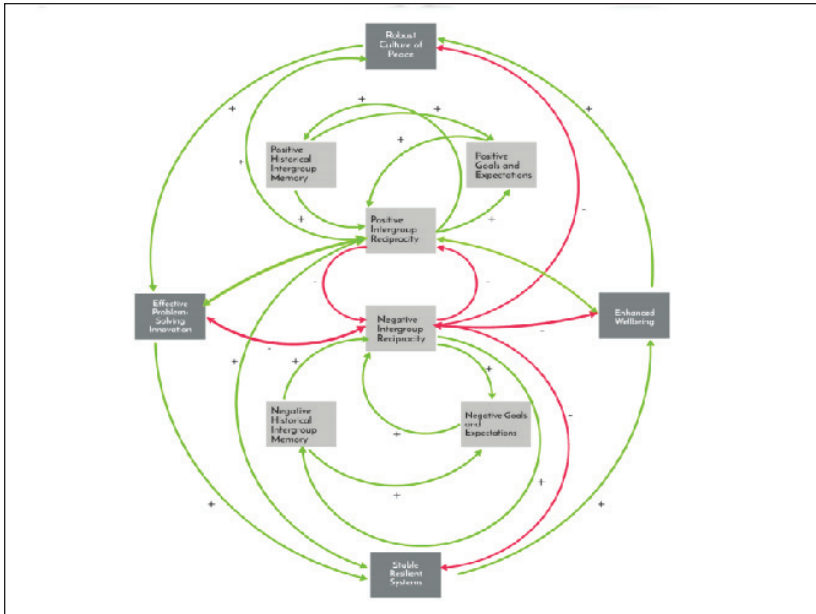 Robust
Culture of
Peace
+
+
+
+
+
Positive
Historical
Intergroup
Memory
Positive
Goals and
Expectations
+
+
+
Positive
Intergroup
Reciprocity
-
-
-
Effective
Problem-
Solving-
Innovation
Negative
Intergroup
Reciprocity
Enhanced
Wellbeing
-
-
+
+
+
Negative
Historical
Intergroup
Memory
Negative Goals
and
Expectations
-
+
+
+
+
+
Stable
Resilient
Systems